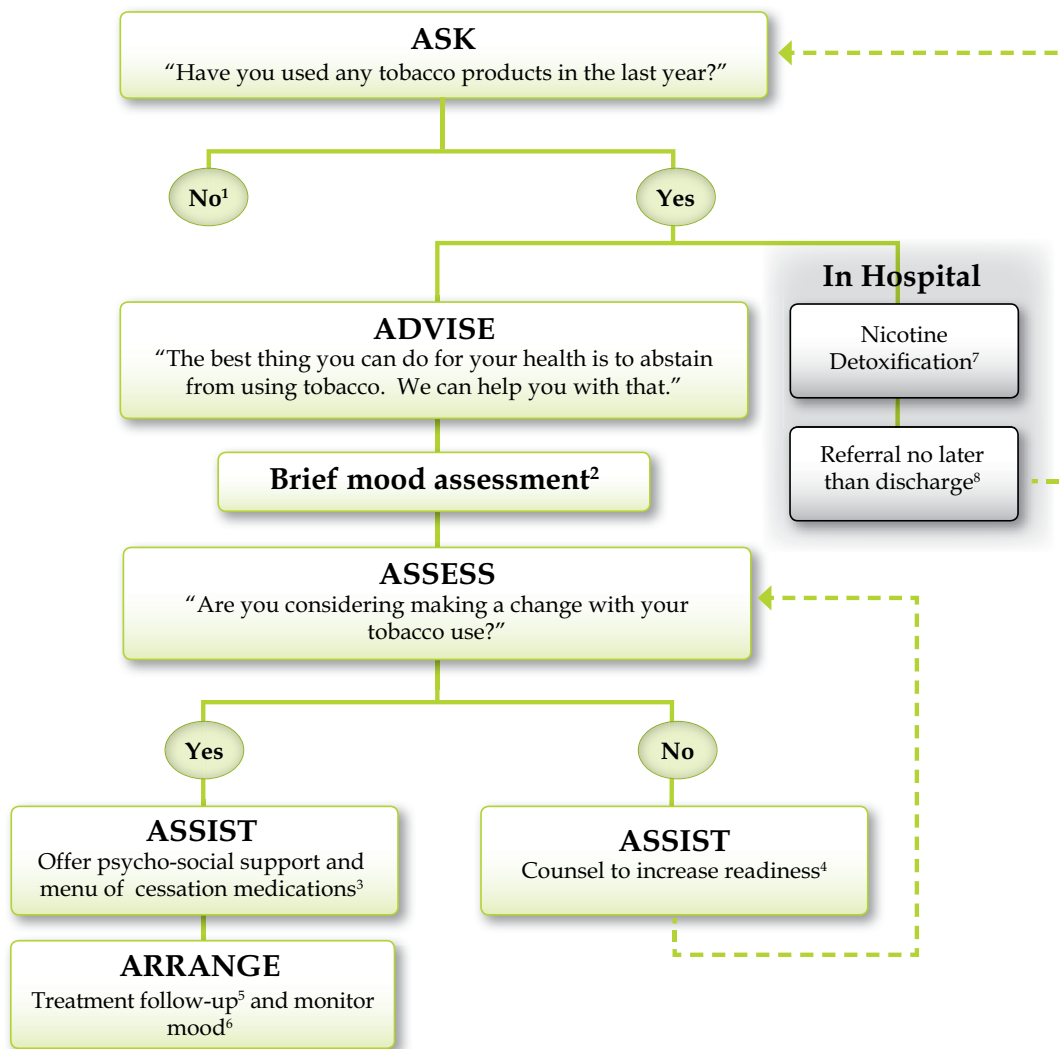 ASK
“Have you used any tobacco products in the last year?”
No¹
Yes
In Hospital
Nicotine
Detoxification⁷
Referral no later
than discharge⁸
ADVISE
“The best thing you can do for your health is to abstain
from using tobacco.  We can help you with that.”
Brief mood assessment²
ASSESS
“Are you considering making a change with your
tobacco use?”
Yes
No
ASSIST
Offer psycho-social support and
menu of  cessation medications³
ASSIST
Counsel to increase readiness⁴
ARRANGE
Treatment follow-up⁵ and monitor
mood⁶